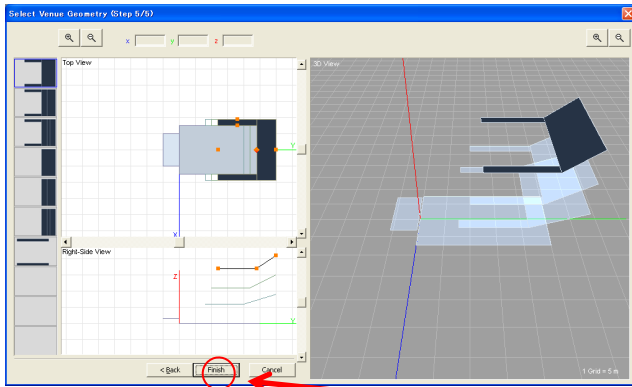 Select Venue Geometry (Step 5/5)
x y z
Top View
3D View
Y
X
Right-Side View
Z
Y
< Back Finish Cancel
1 Grid = 5 m